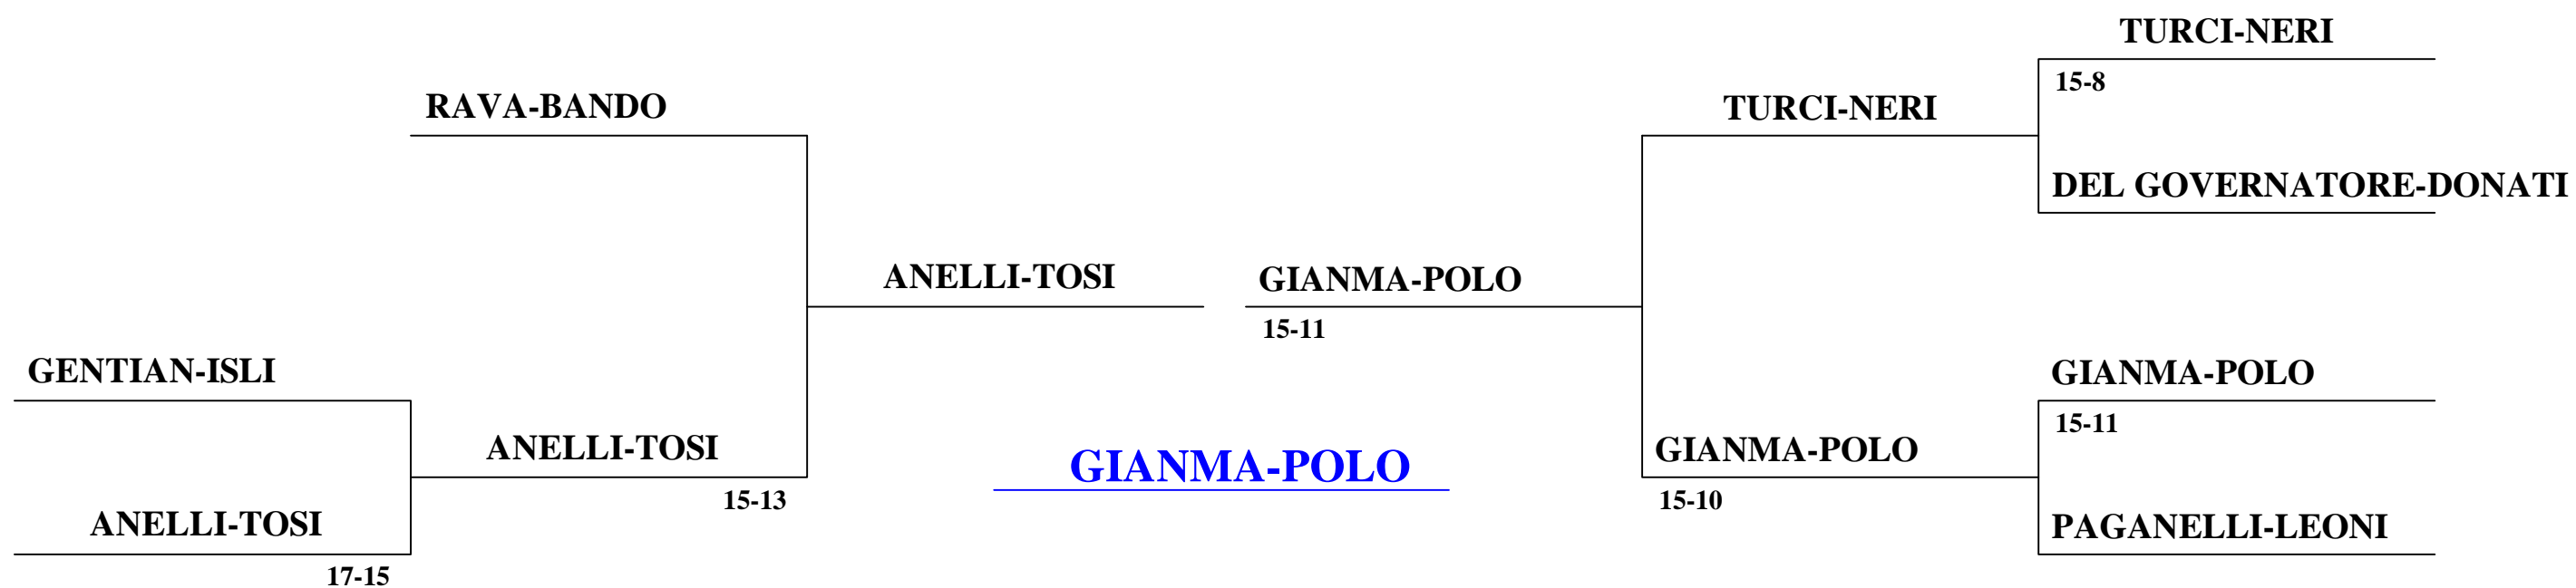 TURCI-NERI
15-8
RAVA-BANDO
TURCI-NERI
DEL GOVERNATORE-DONATI
ANELLI-TOSI
GIANMA-POLO
15-11
GENTIAN-ISLI
GIANMA-POLO
15-11
ANELLI-TOSI
GIANMA-POLO
GIANMA-POLO
15-13
15-10
ANELLI-TOSI
PAGANELLI-LEONI
17-15